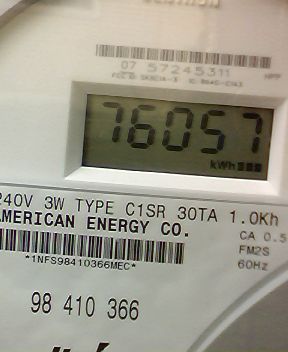 07 57245311
76057
kWh
240V 3W TYPE C1SR 30TA 1.0Kh
AMERICAN ENERGY CO.
CA 0.5
FM2S
*1NFS98410366MEC*
60Hz
98 410 366